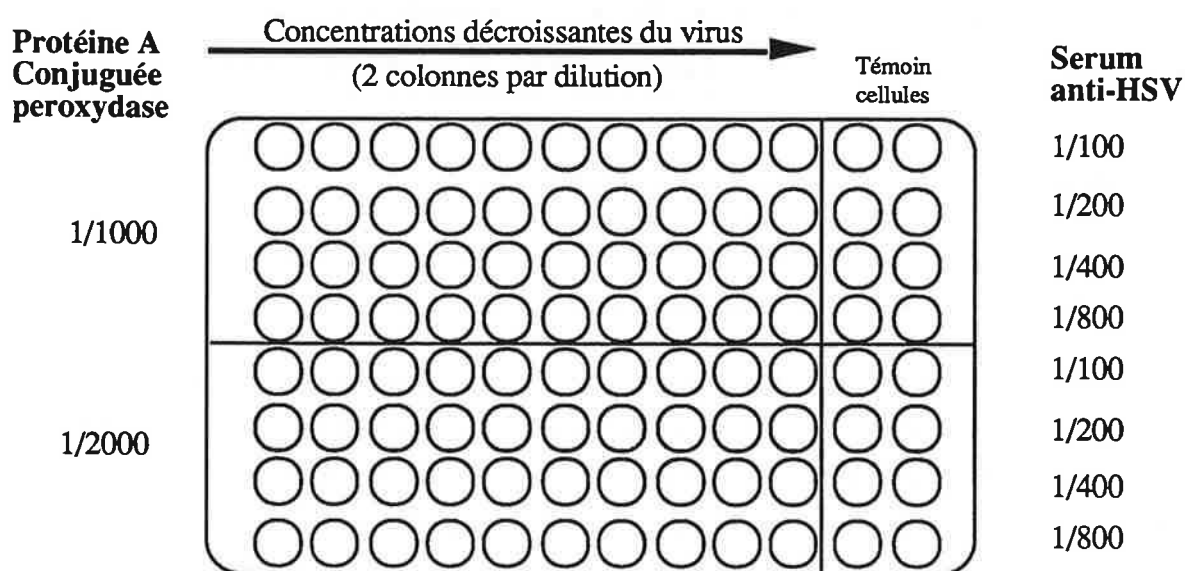 Protéine A
Conjuguée
peroxydase
Concentrations décroissantes du virus
(2 colonnes par dilution)
Témoin
cellules
Serum
anti-HSV
1/100
1/200
1/1000
1/400
1/800
1/100
1/200
1/2000
1/400
1/800